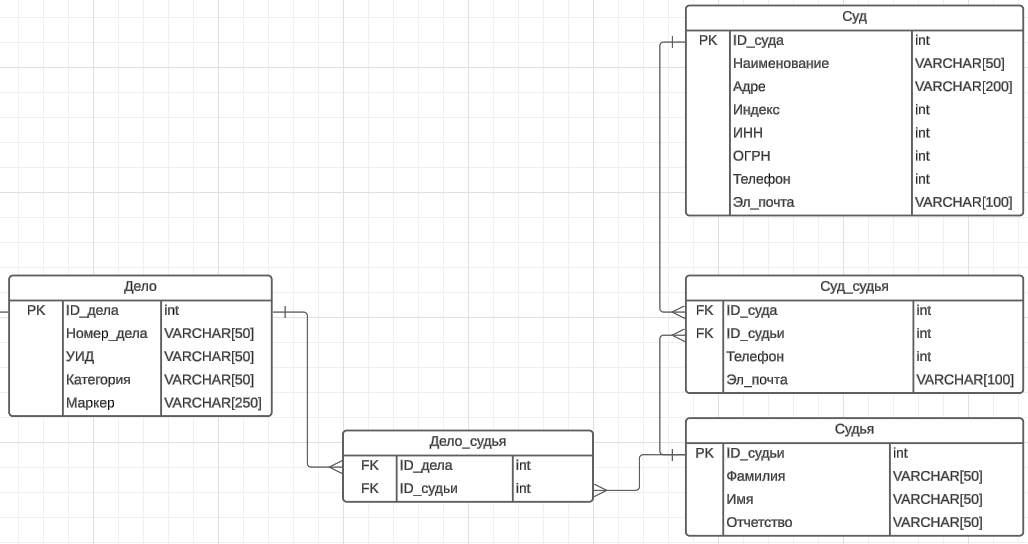 Суд
PK ID_суда int
Наименование VARCHAR[50]
Адре VARCHAR[200]
Индекс int
ИНН int
ОГРН int
Телефон int
Эл_почта VARCHAR[100]
Дело
PK ID_дела int
Номер_дела VARCHAR[50]
УИД VARCHAR[50]
Категория VARCHAR[50]
Маркер VARCHAR[250]
Суд_судья
FK ID_суда int
FK ID_судьи int
Телефон int
Эл_почта VARCHAR[100]
Дело_судья
FK ID_дела int
FK ID_судьи int
Судья
PK ID_судьи int
Фамилия VARCHAR[50]
Имя VARCHAR[50]
Отчетство VARCHAR[50]